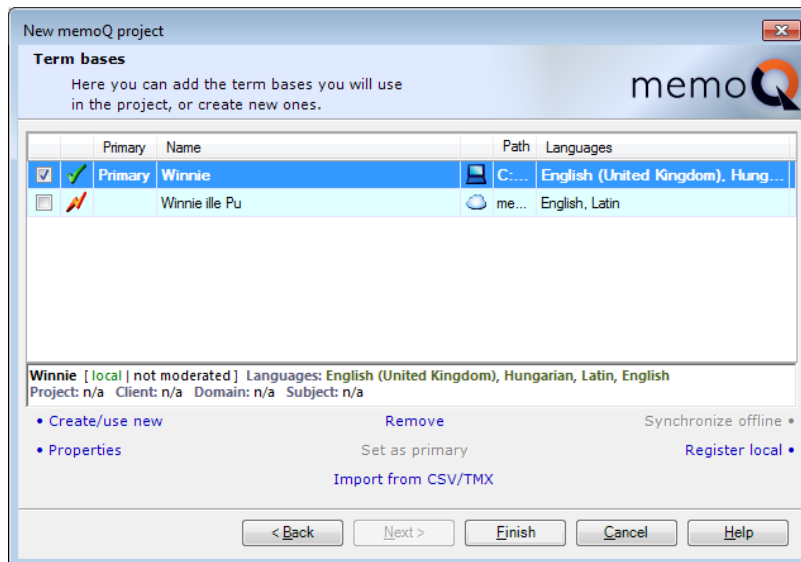 New memoQ project
Term bases
Here you can add the term bases you will use
in the project, or create new ones.
memoQ
Primary Name Path Languages
Primary Winnie C:... English (United Kingdom), Hung...
Winnie ille Pu me... English, Latin
Winnie [ local | not moderated ] Languages: English (United Kingdom), Hungarian, Latin, English
Project: n/a Client: n/a Domain: n/a Subject: n/a
• Create/use new Remove Synchronize offline •
• Properties Set as primary Register local •
Import from CSV/TMX
< Back Next > Finish Cancel Help